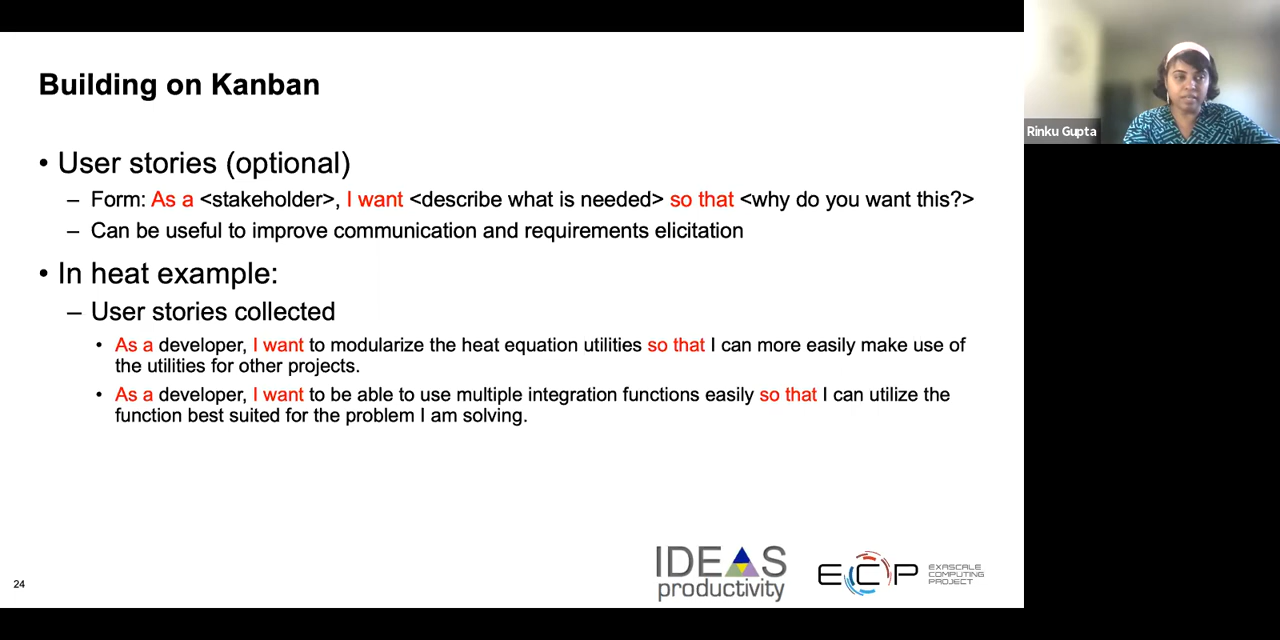 Building on Kanban
• User stories (optional)
– Form: As a <stakeholder>, I want <describe what is needed> so that <why do you want this?>
– Can be useful to improve communication and requirements elicitation
• In heat example:
– User stories collected
• As a developer, I want to modularize the heat equation utilities so that I can more easily make use of
the utilities for other projects.
• As a developer, I want to be able to use multiple integration functions easily so that I can utilize the
function best suited for the problem I am solving.
24
IDEAS
productivity
ECP
EXASCALE
COMPUTING
PROJECT
Rinku Gupta